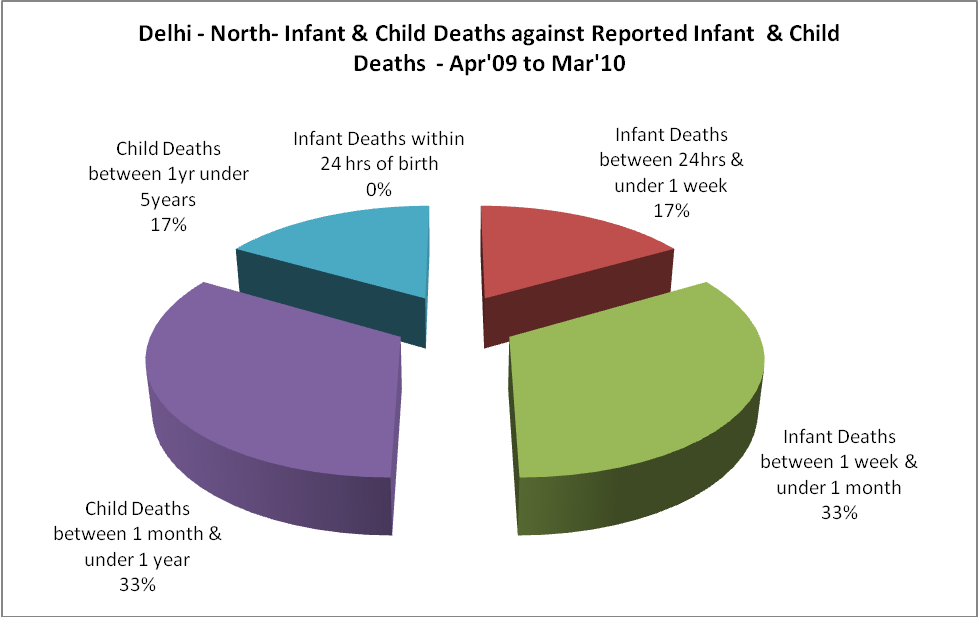 Delhi - North- Infant & Child Deaths against Reported Infant & Child
Deaths - Apr'09 to Mar'10
Child Deaths
between 1yr under
5years
17%
Infant Deaths within
24 hrs of birth
0%
Infant Deaths
between 24hrs &
under 1 week
17%
Infant Deaths
between 1 week &
under 1 month
33%
Child Deaths
between 1 month &
under 1 year
33%